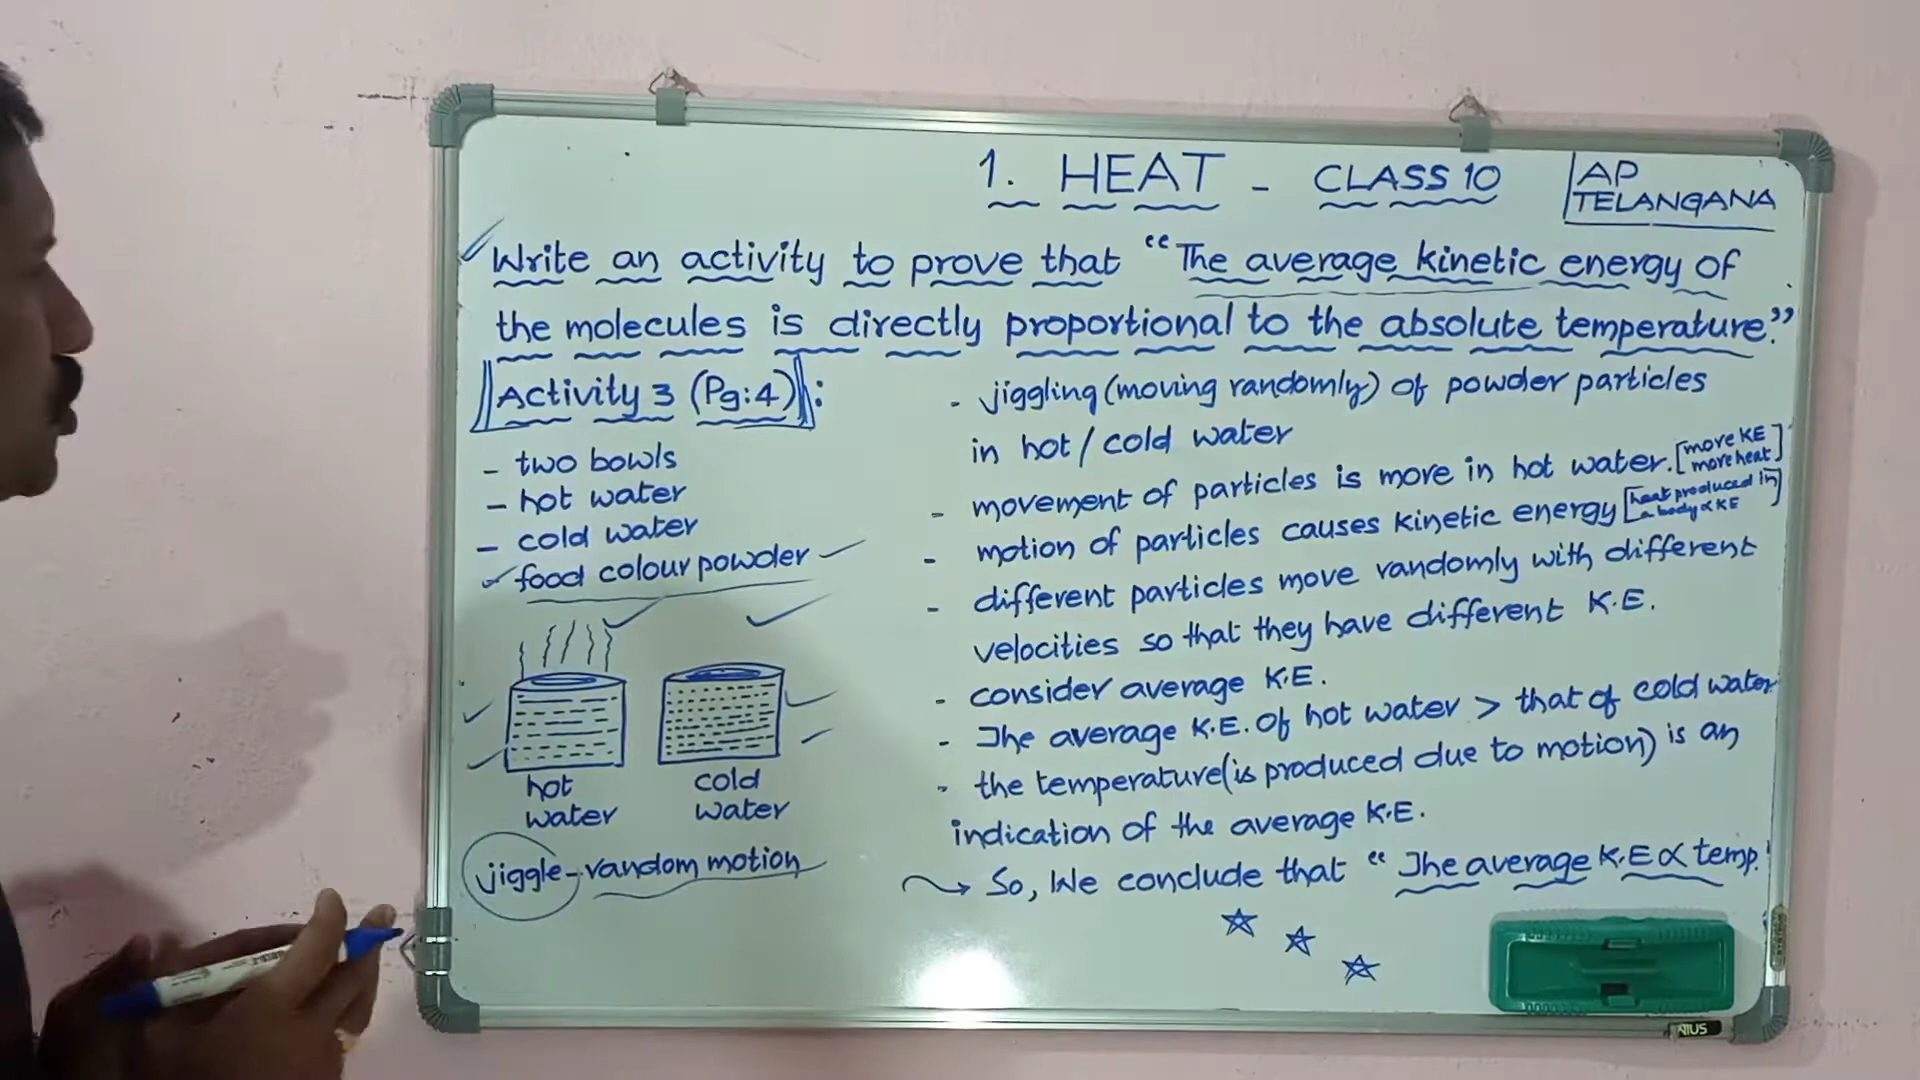 1. HEAT - CLASS 10
AP
TELANGANA
Write an activity to prove that "The average kinetic energy of
the molecules is directly proportional to the absolute temperature."
Activity 3 (Pg:4) :
- two bowls
- hot water
- cold water
- food colour powder
hot
water
cold
water
jiggle - random motion
- jiggling (moving randomly) of powder particles
in hot / cold water
- movement of particles is more in hot water. [more KE
more heat]
- motion of particles causes kinetic energy [heat produced in
a body ∝ KE]
- different particles move randomly with different
velocities so that they have different K.E.
- consider average K.E.
- The average K.E. of hot water > that of cold water
- the temperature (is produced due to motion) is an
indication of the average K.E.
→ So, We conclude that "The average K.E ∝ temp."